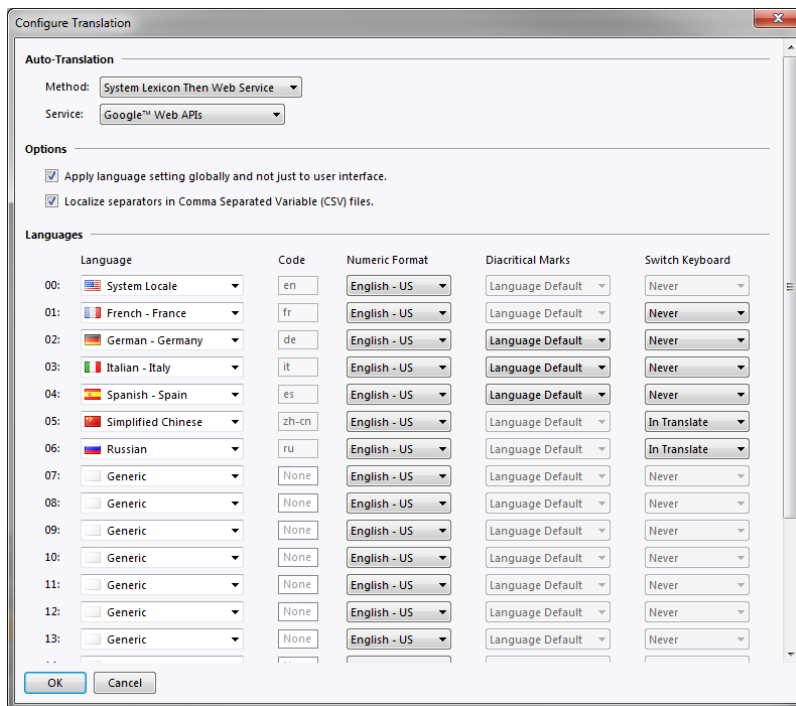 Configure Translation
Auto-Translation
Method: System Lexicon Then Web Service
Service: Google™ Web APIs
Options
Apply language setting globally and not just to user interface.
Localize separators in Comma Separated Variable (CSV) files.
Languages
Language Code Numeric Format Diacritical Marks Switch Keyboard
00: System Locale en English - US Language Default Never
01: French - France fr English - US Language Default Never
02: German - Germany de English - US Language Default Never
03: Italian - Italy it English - US Language Default Never
04: Spanish - Spain es English - US Language Default Never
05: Simplified Chinese zh-cn English - US Language Default In Translate
06: Russian ru English - US Language Default In Translate
07: Generic None English - US Language Default Never
08: Generic None English - US Language Default Never
09: Generic None English - US Language Default Never
10: Generic None English - US Language Default Never
11: Generic None English - US Language Default Never
12: Generic None English - US Language Default Never
13: Generic None English - US Language Default Never
OK Cancel